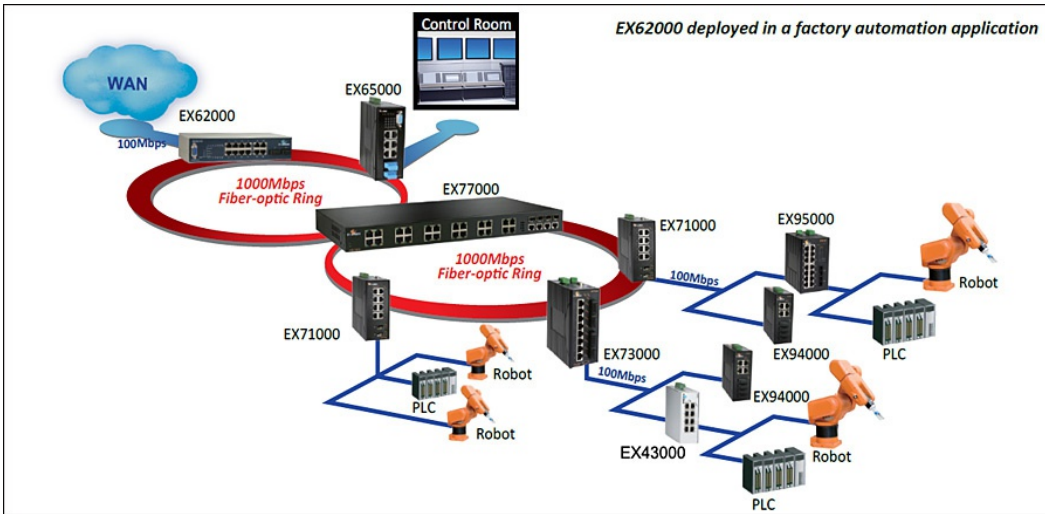 Control Room
EX62000 deployed in a factory automation application
WAN
EX65000
EX62000
100Mbps
1000Mbps
Fiber-optic Ring
EX77000
EX71000
EX95000
1000Mbps
Fiber-optic Ring
100Mbps
Robot
EX71000
EX73000
EX94000
PLC
Robot
100Mbps
PLC
EX94000
Robot
EX43000
Robot
PLC